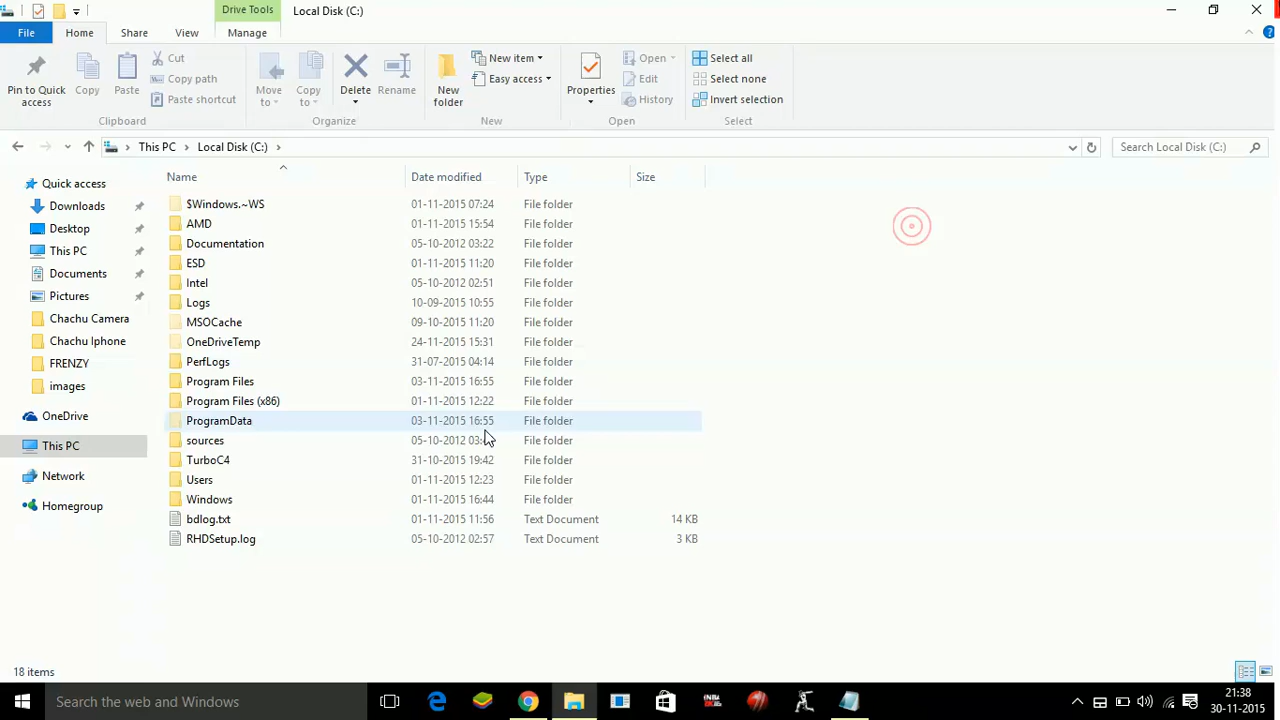 Drive Tools
Local Disk (C:)
File
Home
Share
View
Manage
Pin to Quick access
Copy
Paste
Cut
Copy path
Paste shortcut
Clipboard
Move to
Copy to
Delete
Rename
Organize
New folder
New item
Easy access
New
Properties
Open
Edit
History
Open
Select all
Select none
Invert selection
Select
This PC
Local Disk (C:)
Search Local Disk (C:)
Quick access
Downloads
Desktop
This PC
Documents
Pictures
Chachu Camera
Chachu Iphone
FRENZY
images
OneDrive
This PC
Network
Homegroup
Name Date modified Type Size
$Windows.~WS 01-11-2015 07:24 File folder
AMD 01-11-2015 15:54 File folder
Documentation 05-10-2012 03:22 File folder
ESD 01-11-2015 11:20 File folder
Intel 05-10-2012 02:51 File folder
Logs 10-09-2015 10:55 File folder
MSOCache 09-10-2015 11:20 File folder
OneDriveTemp 24-11-2015 15:31 File folder
PerfLogs 31-07-2015 04:14 File folder
Program Files 03-11-2015 16:55 File folder
Program Files (x86) 01-11-2015 12:22 File folder
ProgramData 03-11-2015 16:55 File folder
sources 05-10-2012 File folder
TurboC4 31-10-2015 19:42 File folder
Users 01-11-2015 12:23 File folder
Windows 01-11-2015 16:44 File folder
bdlog.txt 01-11-2015 11:56 Text Document 14 KB
RHDSetup.log 05-10-2012 02:57 Text Document 3 KB
18 items
Search the web and Windows
21:38
30-11-2015